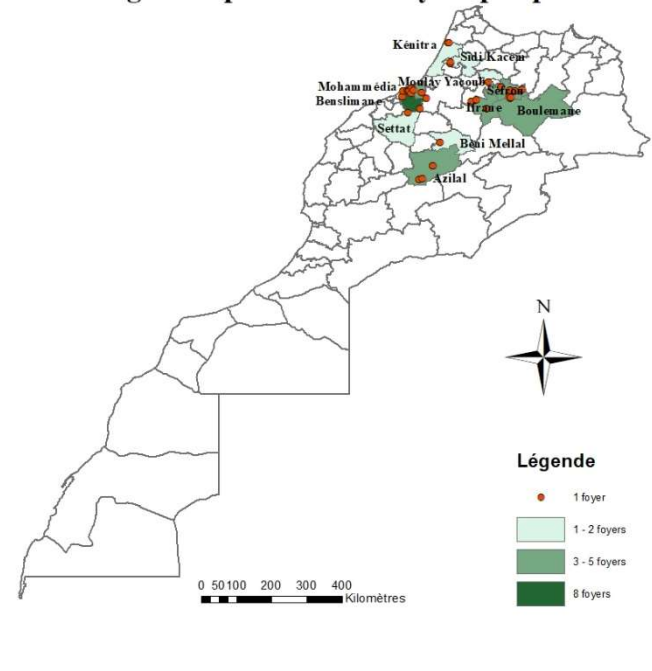 Kénitra
Sidi Kacem
Moulay Yacoub
Mohammédia
Sefrou
Benslimane
Ifrane
Boulemane
Settat
Béni Mellal
Azilal
N
Légende
1 foyer
1 - 2 foyers
3 - 5 foyers
8 foyers
0 50 100 200 300 400
Kilomètres